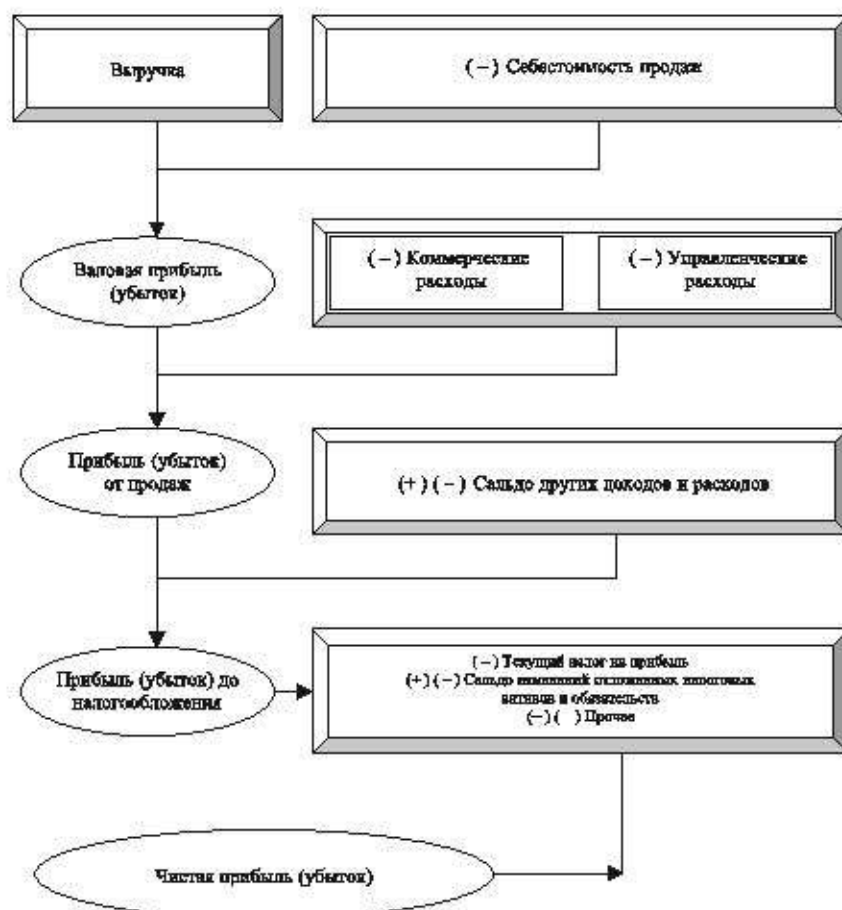 Выручка
(–) Себестоимость продаж
Валовая прибыль
(убыток)
(–) Коммерческие
расходы
(–) Управленческие
расходы
Прибыль (убыток)
от продаж
(+) (–) Сальдо других доходов и расходов
Прибыль (убыток) до
налогообложения
(–) Текущий налог на прибыль
(+) (–) Сальдо изменений отложенных налоговых
активов и обязательств
(–) ( ) Прочее
Чистая прибыль (убыток)